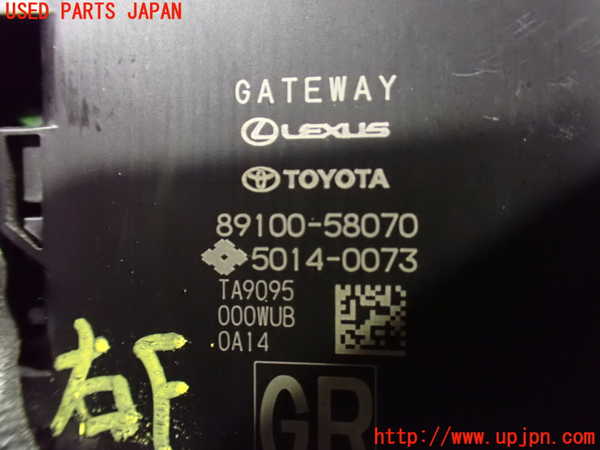 USED PARTS JAPAN
GATEWAY
LEXUS
TOYOTA
89100-58070
5014-0073
TA9095
000WUB
0A14
右F
GR
http://www.upjpn.com